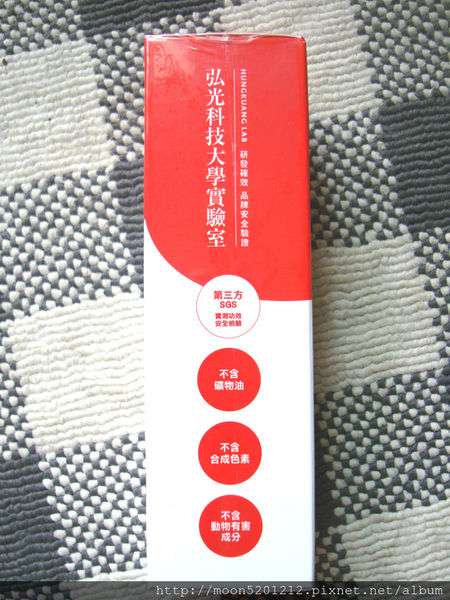 弘光科技大學實驗室
HUNGKUANG LAB 研發確效 品牌安全驗證
第三方
SGS
實測功效
安全檢驗
不含
礦物油
不含
合成色素
不含
動物有害
成分
http://moon5201212.pixnet.net/album